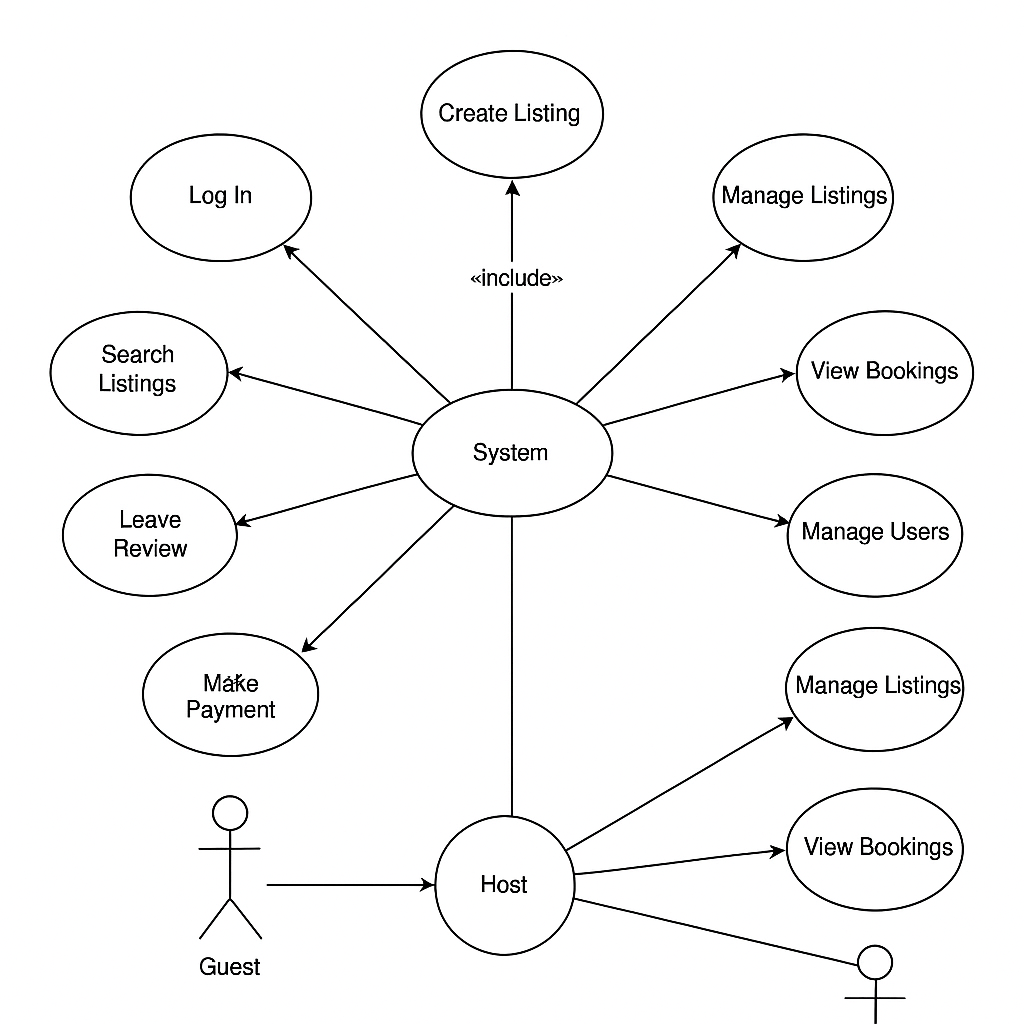 Create Listing
Log In
Manage Listings
«include»
Search
Listings
View Bookings
System
Leave
Review
Manage Users
Make
Payment
Manage Listings
View Bookings
Host
Guest